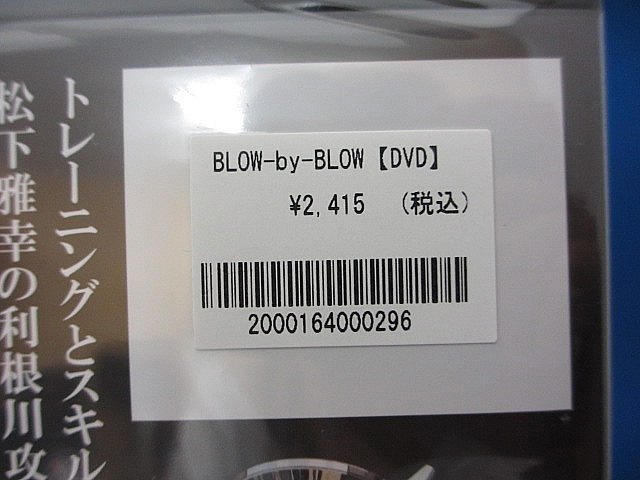 BLOW-by-BLOW【DVD】
¥2,415 (税込)
2000164000296
トレーニングとスキル
松下雅幸の利根川攻